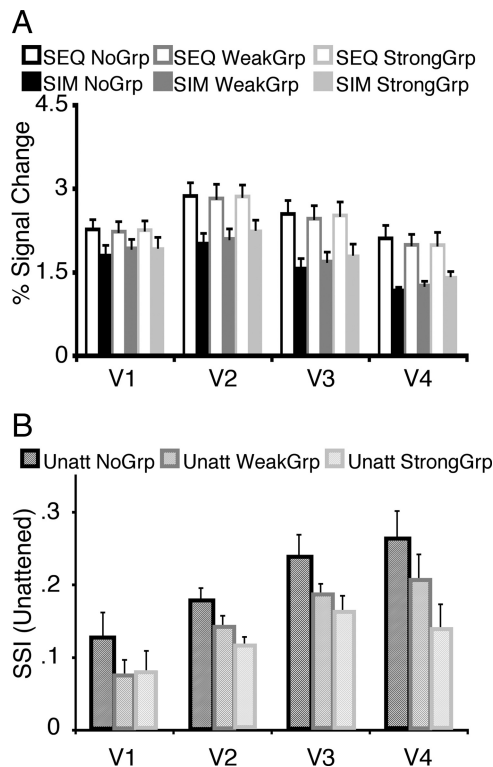 A
SEQ NoGrp SEQ WeakGrp SEQ StrongGrp
SIM NoGrp SIM WeakGrp SIM StrongGrp
% Signal Change
4.5
3
1.5
0
V1 V2 V3 V4
B
Unatt NoGrp Unatt WeakGrp Unatt StrongGrp
SSI (Unattened)
.3
.2
.1
0
V1 V2 V3 V4